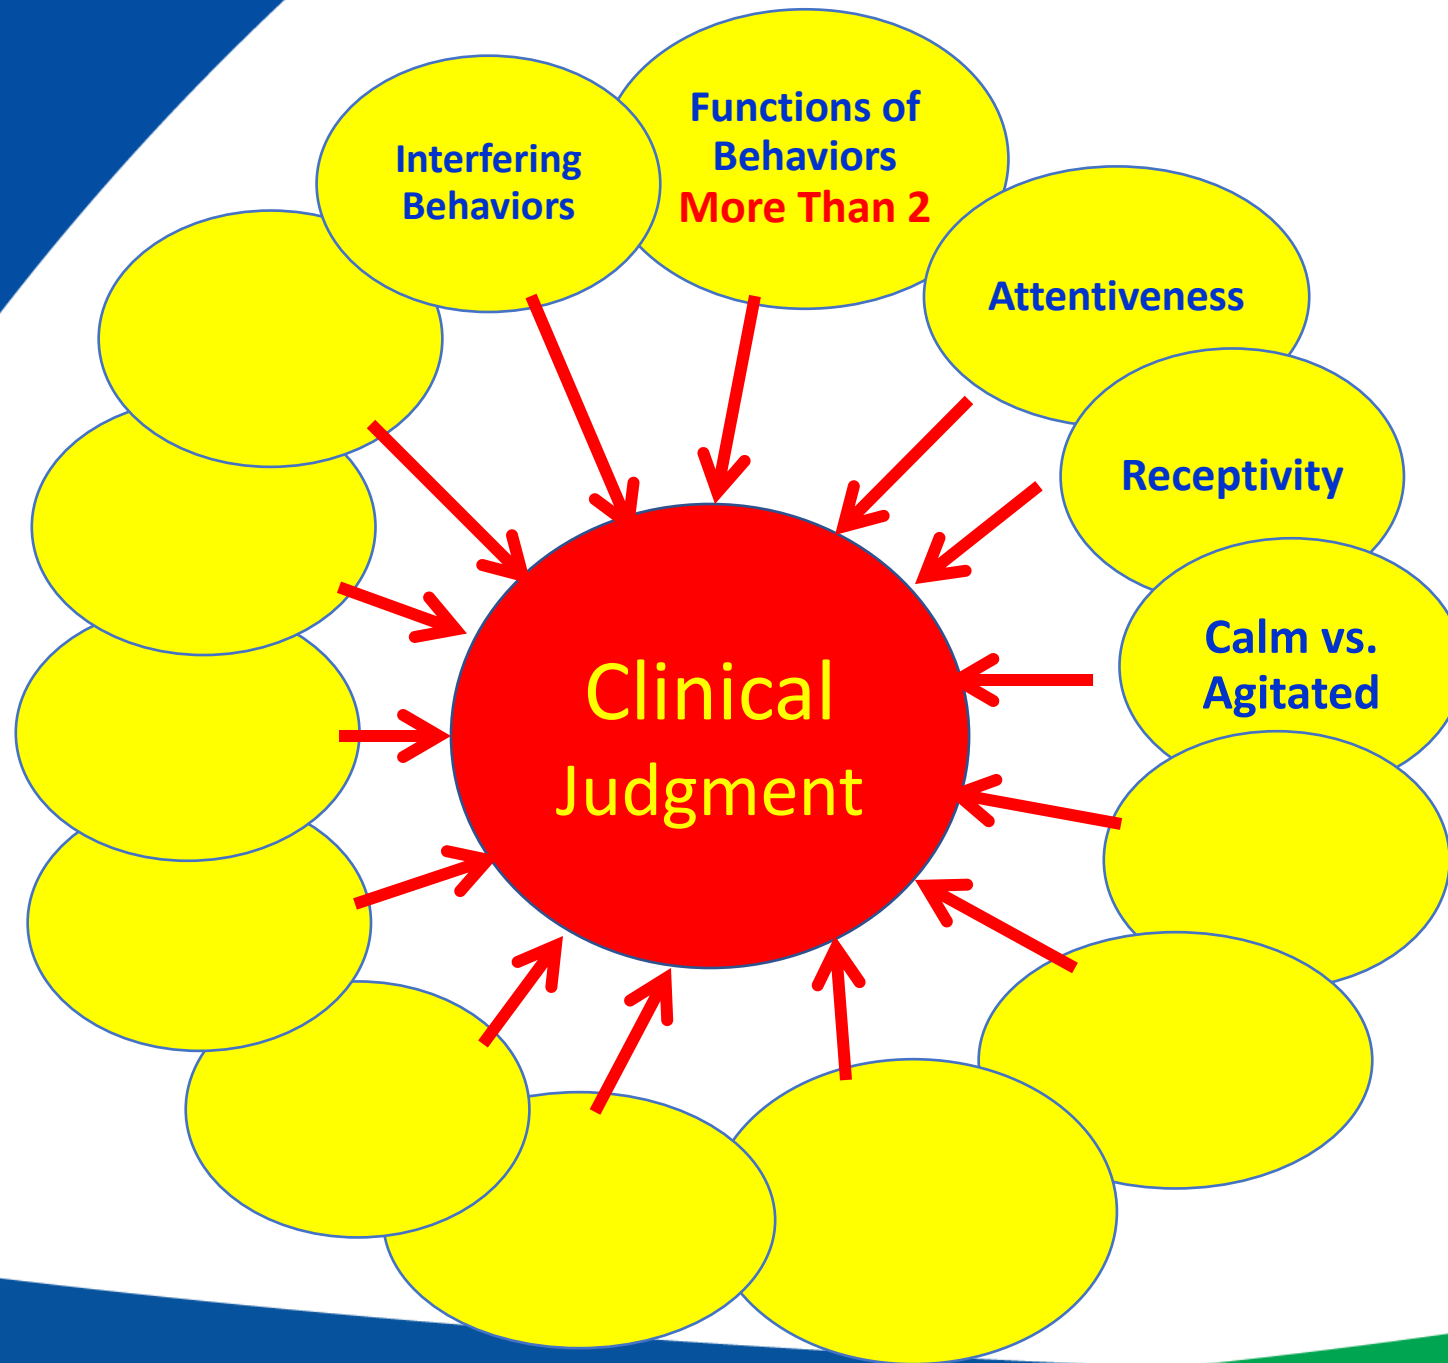 Interfering
Behaviors
Functions of
Behaviors
More Than 2
Attentiveness
Receptivity
Calm vs.
Agitated
Clinical
Judgment